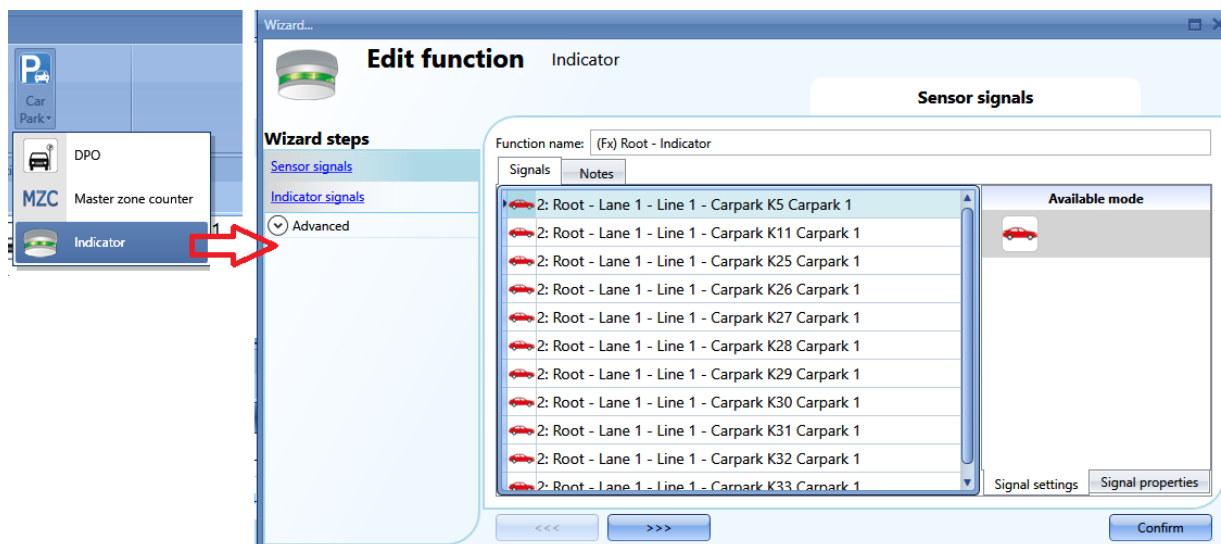 Car
Park
DPO
MZC Master zone counter
Indicator
1
Wizard...
Edit function Indicator
Sensor signals
Wizard steps
Sensor signals
Indicator signals
Advanced
Function name: (Fx) Root - Indicator
Signals Notes
2: Root - Lane 1 - Line 1 - Carpark K5 Carpark 1
2: Root - Lane 1 - Line 1 - Carpark K11 Carpark 1
2: Root - Lane 1 - Line 1 - Carpark K25 Carpark 1
2: Root - Lane 1 - Line 1 - Carpark K26 Carpark 1
2: Root - Lane 1 - Line 1 - Carpark K27 Carpark 1
2: Root - Lane 1 - Line 1 - Carpark K28 Carpark 1
2: Root - Lane 1 - Line 1 - Carpark K29 Carpark 1
2: Root - Lane 1 - Line 1 - Carpark K30 Carpark 1
2: Root - Lane 1 - Line 1 - Carpark K31 Carpark 1
2: Root - Lane 1 - Line 1 - Carpark K32 Carpark 1
2: Root - Lane 1 - Line 1 - Carpark K33 Carpark 1
Available mode
Signal settings Signal properties
<<< >>> Confirm